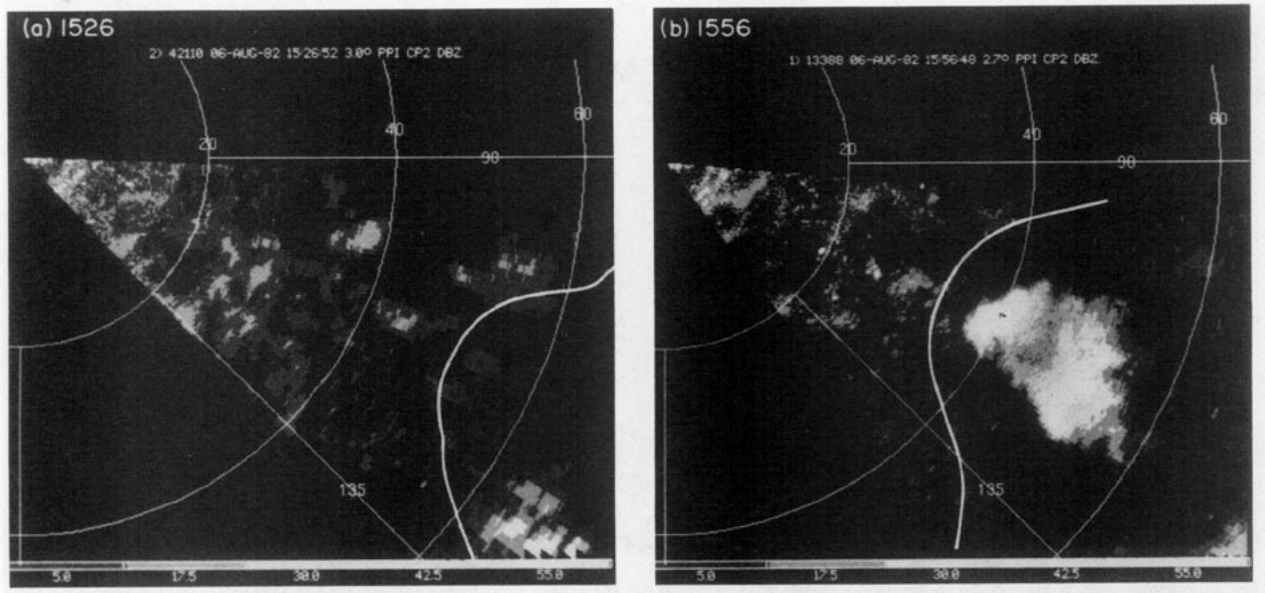 (a) 1526
2) 42110 06-AUG-82 15:26:52 3.0° PPI CP2 DBZ
60
40
20
90
135
5.0 17.5 30.0 42.5 55.0
(b) 1556
1) 13388 06-AUG-82 15:56:48 2.7° PPI CP2 DBZ
60
40
20
90
135
5.0 17.5 30.0 42.5 55.0